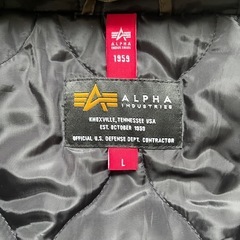 ALPHA
INDUSTRIES
1959
ALPHA
INDUSTRIES
KNOXVILLE, TENNESSEE USA
EST. OCTOBER 1959
OFFICIAL U.S. DEFENSE DEPT. CONTRACTOR
L